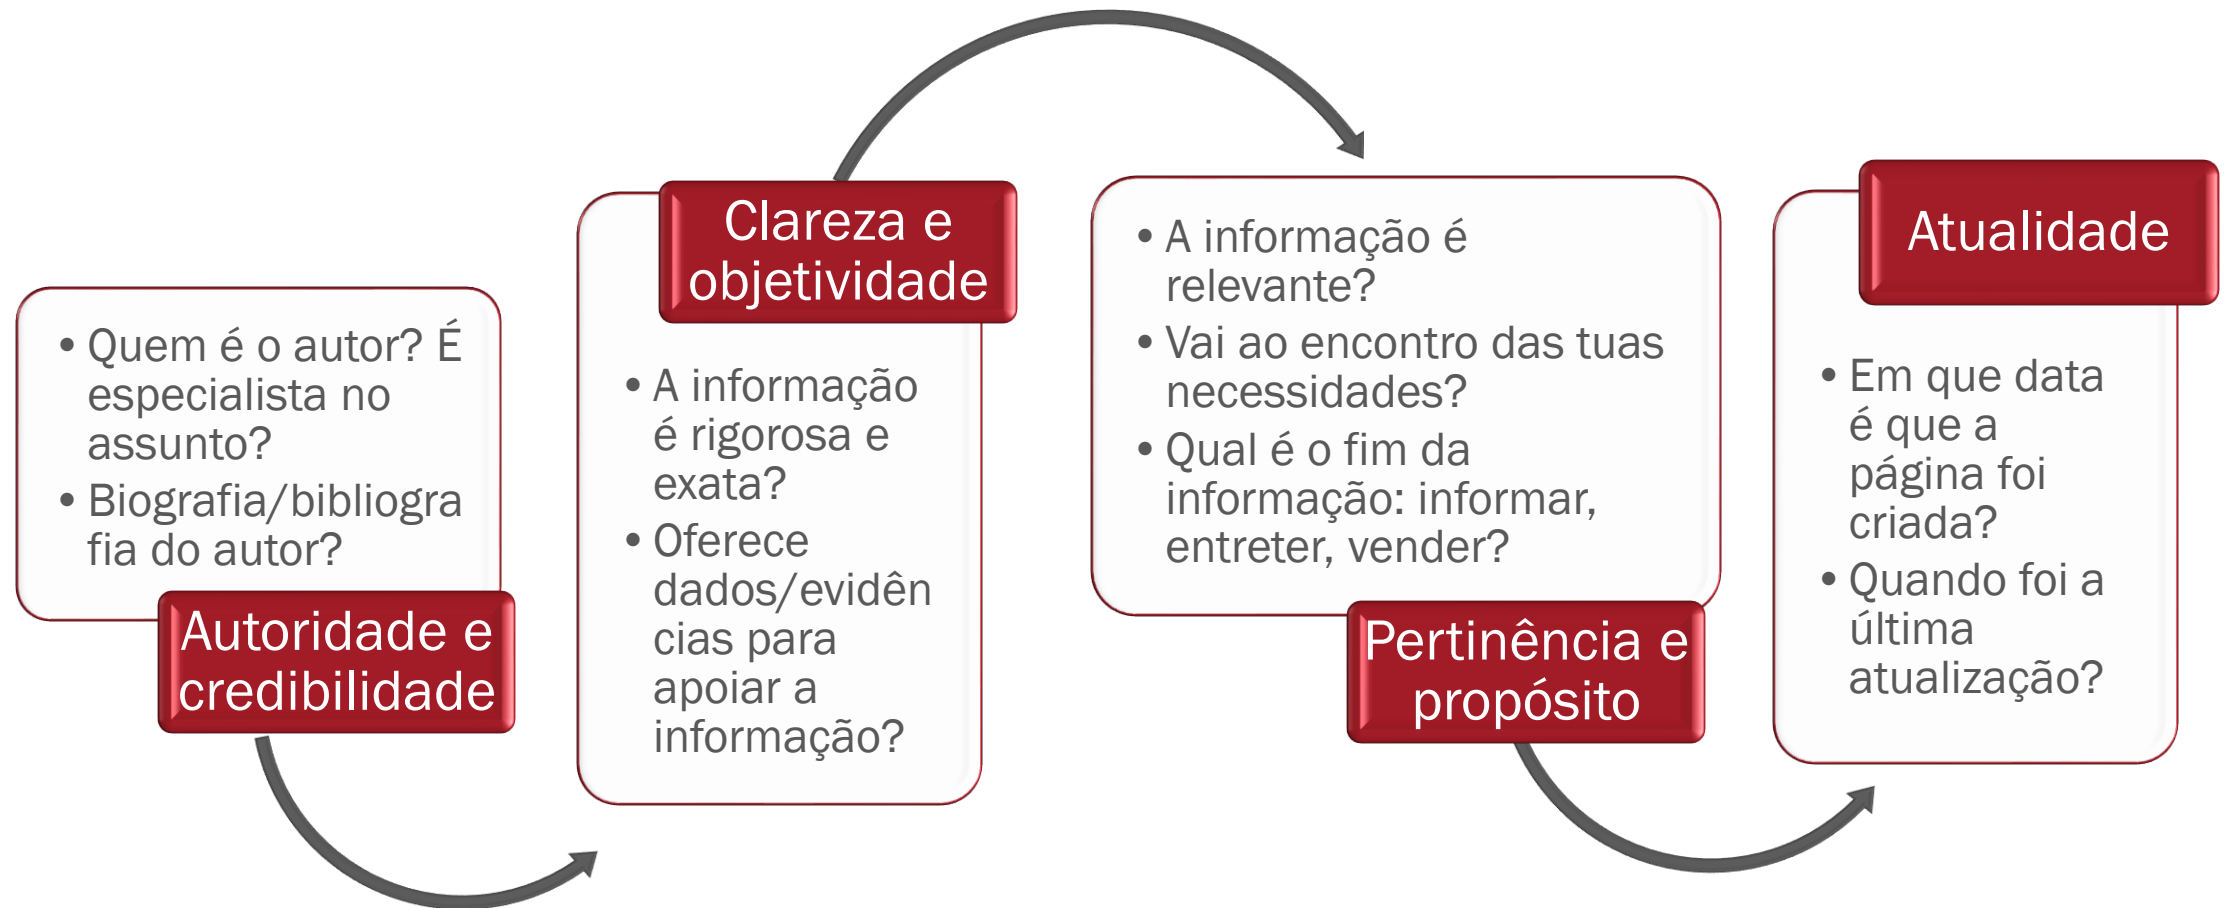 • Quem é o autor? É
especialista no
assunto?
• Biografia/bibliogra
fia do autor?
Autoridade e
credibilidade
Clareza e
objetividade
• A informação
é rigorosa e
exata?
• Oferece
dados/evidên
cias para
apoiar a
informação?
• A informação é
relevante?
• Vai ao encontro das tuas
necessidades?
• Qual é o fim da
informação: informar,
entreter, vender?
Pertinência e
propósito
Atualidade
• Em que data
é que a
página foi
criada?
• Quando foi a
última
atualização?